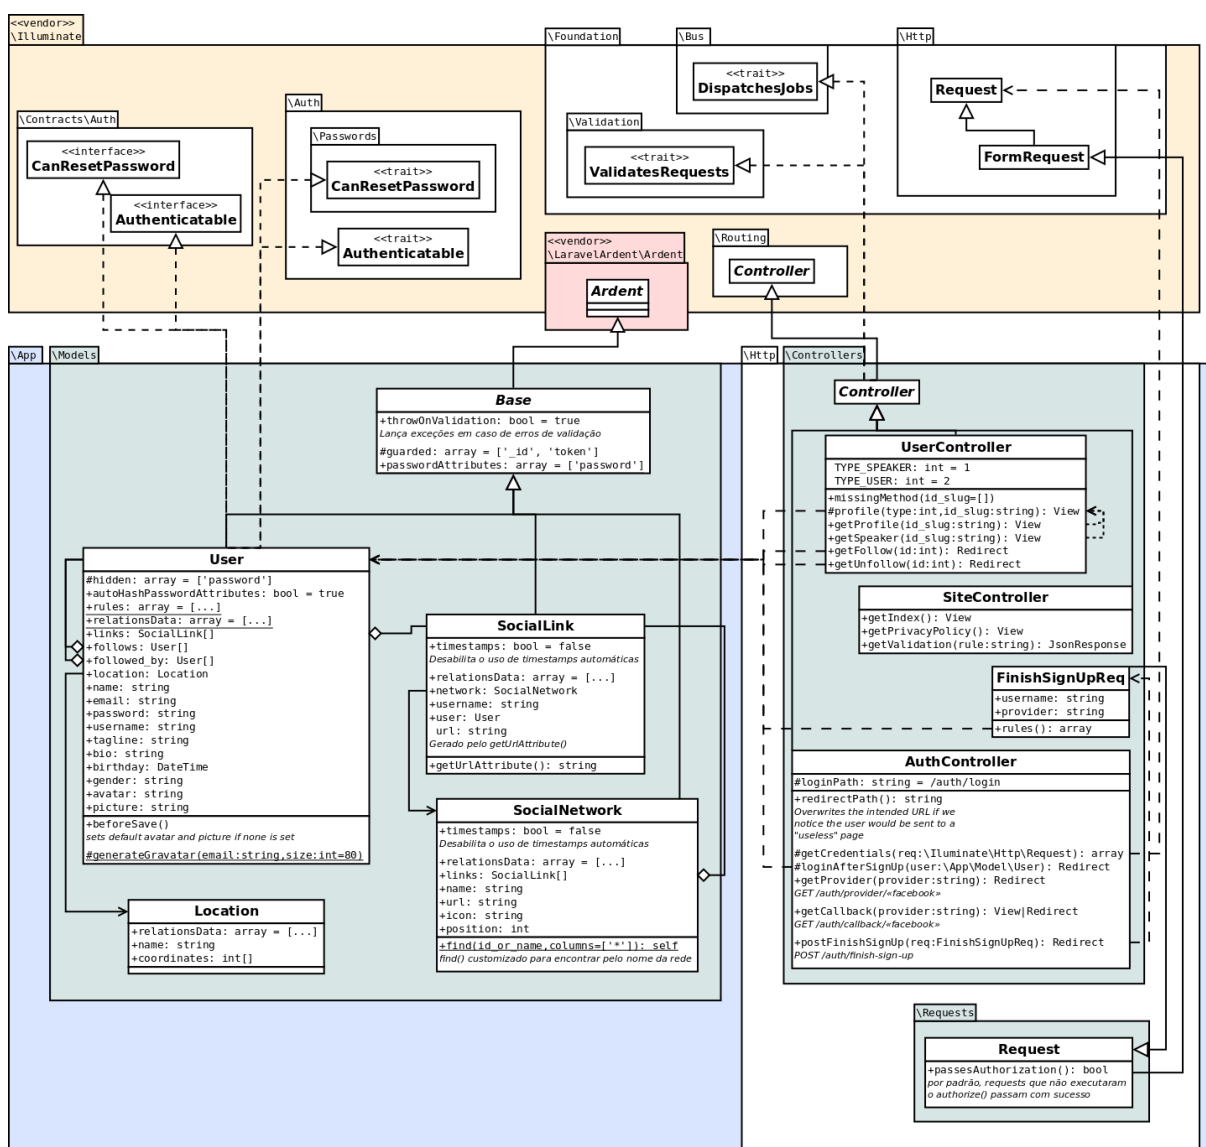 <<vendor>>
\Illuminate
\Contracts\Auth
<<interface>>
CanResetPassword
<<interface>>
Authenticatable
\Auth
\Passwords
<<trait>>
CanResetPassword
<<trait>>
Authenticatable
\Foundation
\Bus
<<trait>>
DispatchesJobs
\Validation
<<trait>>
ValidatesRequests
\Http
Request
FormRequest
<<vendor>>
\LaravelArdent\Ardent
Ardent
\Routing
Controller
\App
\Models
Base
+throwOnValidation: bool = true
Lança exceções em caso de erros de validação
#guarded: array = ['_id', 'token']
+passwordAttributes: array = ['password']
User
#hidden: array = ['password']
+autoHashPasswordAttributes: bool = true
+rules: array = [...]
+relationsData: array = [...]
+links: SocialLink[]
+follows: User[]
+followed_by: User[]
+location: Location
+name: string
+email: string
+password: string
+username: string
+tagline: string
+bio: string
+birthday: DateTime
+gender: string
+avatar: string
+picture: string
+beforeSave()
sets default avatar and picture if none is set
#generateGravatar(email:string,size:int=80)
SocialLink
+timestamps: bool = false
Desabilita o uso de timestamps automáticas
+relationsData: array = [...]
+network: SocialNetwork
+username: string
+user: User
url: string
Gerado pelo getUrlAttribute()
+getUrlAttribute(): string
SocialNetwork
+timestamps: bool = false
Desabilita o uso de timestamps automáticas
+relationsData: array = [...]
+links: SocialLink[]
+name: string
+url: string
+icon: string
+position: int
+find(id_or_name,columns=['*']): self
find() customizado para encontrar pelo nome da rede
Location
+relationsData: array = [...]
+name: string
+coordinates: int[]
\Http
\Controllers
Controller
UserController
TYPE_SPEAKER: int = 1
TYPE_USER: int = 2
+missingMethod(id_slug=[])
#profile(type:int,id_slug:string): View
+getProfile(id_slug:string): View
+getSpeaker(id_slug:string): View
+getFollow(id:int): Redirect
+getUnfollow(id:int): Redirect
SiteController
+getIndex(): View
+getPrivacyPolicy(): View
+getValidation(rule:string): JsonResponse
FinishSignUpReq
+username: string
+provider: string
+rules(): array
AuthController
#loginPath: string = /auth/login
+redirectPath(): string
Overwrites the intended URL if we
notice the user would be sent to a
"useless" page
#getCredentials(req:\Iluminate\Http\Request): array
#loginAfterSignUp(user:\App\Model\User): Redirect
+getProvider(provider:string): Redirect
GET /auth/provider/«facebook»
+getCallback(provider:string): View|Redirect
GET /auth/callback/«facebook»
+postFinishSignUp(req:FinishSignUpReq): Redirect
POST /auth/finish-sign-up
\Requests
Request
+passesAuthorization(): bool
por padrão, requests que não executaram
o authorize() passam com sucesso